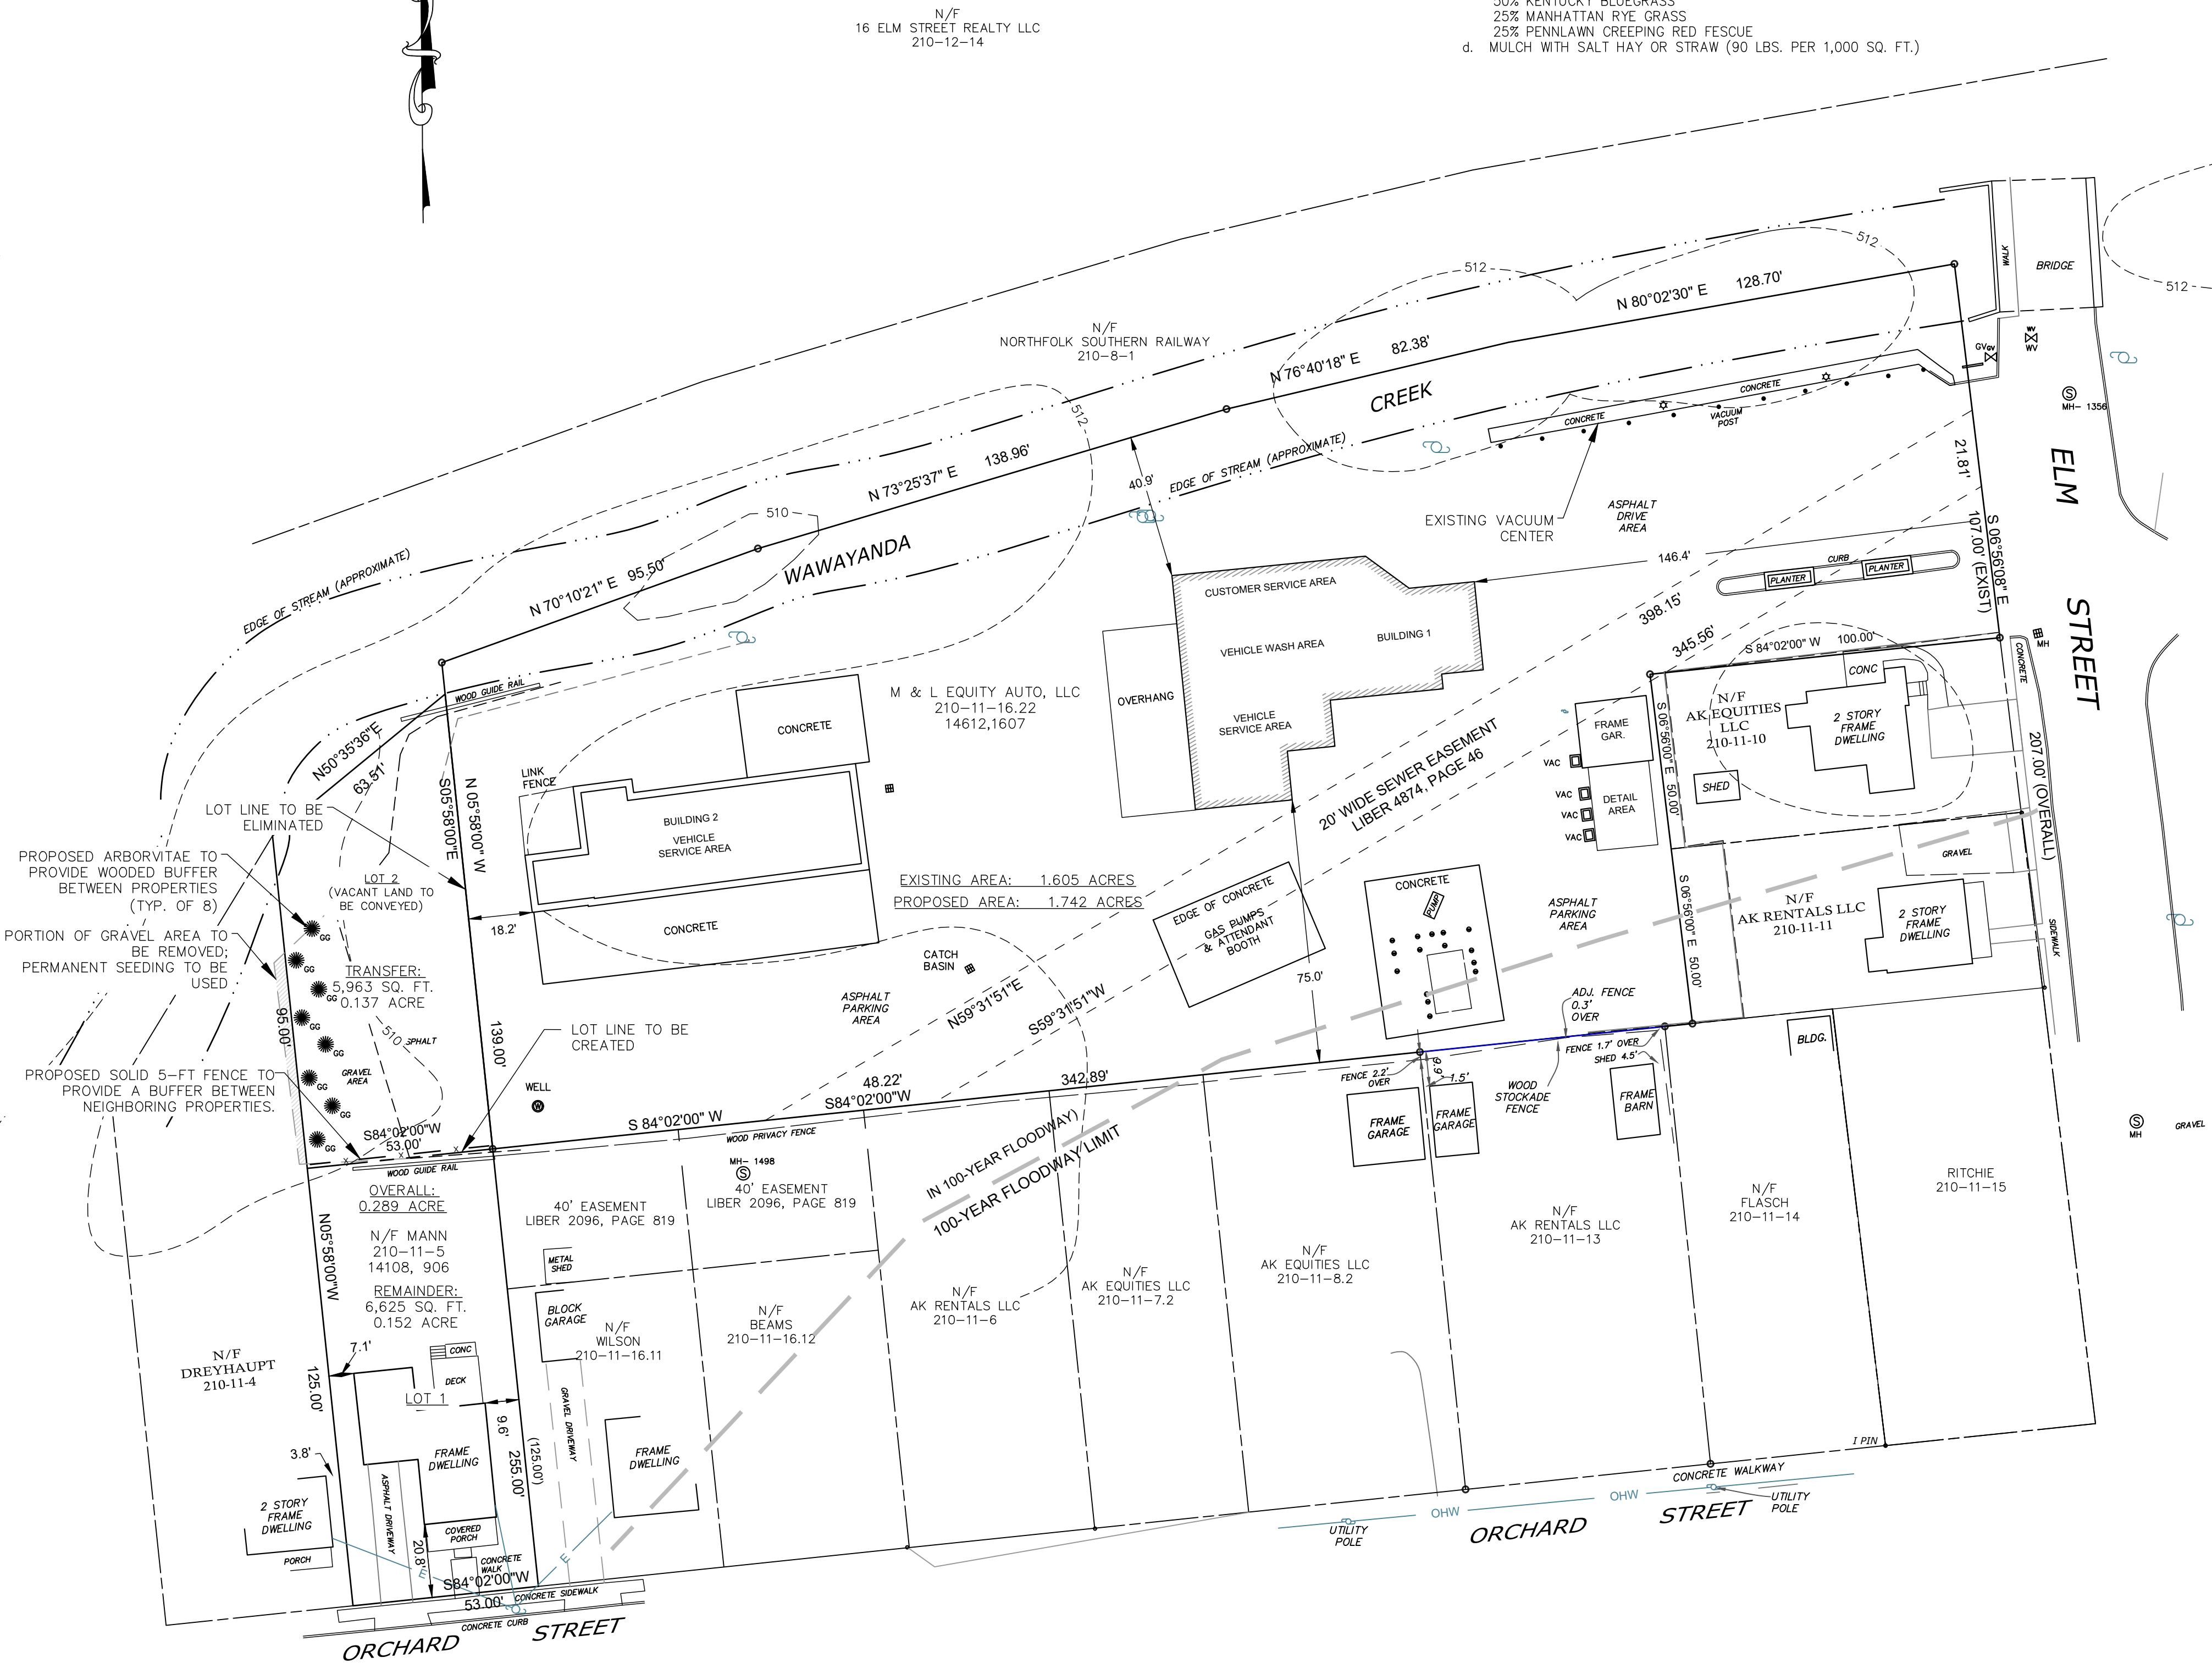 N/F
16 ELM STREET REALTY LLC
210-12-14
50% KENTUCKY BLUEGRASS
25% MANHATTAN RYE GRASS
25% PENNLAWN CREEPING RED FESCUE
d. MULCH WITH SALT HAY OR STRAW (90 LBS. PER 1,000 SQ. FT.)
512
512
512
512
WALK
BRIDGE
N 80°02'30" E 128.70'
N/F
NORTHFOLK SOUTHERN RAILWAY
210-8-1
N 76°40'18" E 82.38'
CREEK
GV
GV
WV
WV
CONCRETE
CONCRETE
VACUUM
POST
S
MH- 1356
N 73°25'37" E 138.96'
40.9'
EDGE OF STREAM (APPROXIMATE)
21.81'
ELM
STREET
510
WAWAYANDA
EXISTING VACUUM
CENTER
ASPHALT
DRIVE
AREA
S 06°56'08" E
107.00' (EXIST)
EDGE OF STREAM (APPROXIMATE)
N 70°10'21" E 95.50'
146.4'
CURB
PLANTER
PLANTER
CUSTOMER SERVICE AREA
VEHICLE WASH AREA
BUILDING 1
398.15'
345.56'
S 84°02'00" W 100.00'
MH
CONCRETE
WOOD GUIDE RAIL
M & L EQUITY AUTO, LLC
210-11-16.22
14612,1607
OVERHANG
VEHICLE
SERVICE AREA
CONCRETE
FRAME
GAR.
N/F
AK EQUITIES
LLC
210-11-10
CONC
2 STORY
FRAME
DWELLING
S 06°56'00" E 50.00'
207.00' (OVERALL)
N50°35'36"E
63.51'
LINK
FENCE
S05°58'00"E
N 05°58'00" W
20' WIDE SEWER EASEMENT
LIBER 4874, PAGE 46
VAC
VAC
VAC
VAC
DETAIL
AREA
SHED
LOT LINE TO BE
ELIMINATED
BUILDING 2
VEHICLE
SERVICE AREA
PROPOSED ARBORVITAE TO
PROVIDE WOODED BUFFER
BETWEEN PROPERTIES
(TYP. OF 8)
LOT 2
(VACANT LAND TO
BE CONVEYED)
EXISTING AREA: 1.605 ACRES
PROPOSED AREA: 1.742 ACRES
EDGE OF CONCRETE
GAS PUMPS
& ATTENDANT
BOOTH
CONCRETE
PUMP
GRAVEL
ASPHALT
PARKING
AREA
S 06°56'00" E 50.00'
N/F
AK RENTALS LLC
210-11-11
2 STORY
FRAME
DWELLING
SIDEWALK
PORTION OF GRAVEL AREA TO
BE REMOVED;
PERMANENT SEEDING TO BE
USED
GG
GG
GG
GG
GG
GG
GG
GG
TRANSFER:
5,963 SQ. FT.
0.137 ACRE
18.2'
CONCRETE
CATCH
BASIN
75.0'
95.00'
139.00'
ASPHALT
PARKING
AREA
N59°31'51"E
S59°31'51"W
ADJ. FENCE
0.3'
OVER
510
GRAVEL
AREA
LOT LINE TO BE
CREATED
FENCE 1.7' OVER
SHED 4.5'
BLDG.
PROPOSED SOLID 5-FT FENCE TO
PROVIDE A BUFFER BETWEEN
NEIGHBORING PROPERTIES.
WELL
W
48.22'
342.89'
S84°02'00"W
FENCE 2.2'
OVER
9.6'
1.5'
WOOD
STOCKADE
FENCE
S84°02'00"W
53.00'
S 84°02'00" W
WOOD PRIVACY FENCE
FRAME
GARAGE
FRAME
GARAGE
FRAME
BARN
S
MH
GRAVEL
WOOD GUIDE RAIL
MH- 1498
S
IN 100-YEAR FLOODWAY)
100-YEAR FLOODWAY LIMIT
OVERALL:
0.289 ACRE
40' EASEMENT
LIBER 2096, PAGE 819
40' EASEMENT
LIBER 2096, PAGE 819
RITCHIE
210-11-15
N05°58'00"W
N/F MANN
210-11-5
14108, 906
N/F
FLASCH
210-11-14
N/F
AK RENTALS LLC
210-11-13
METAL
SHED
N/F
AK EQUITIES LLC
210-11-8.2
REMAINDER:
6,625 SQ. FT.
0.152 ACRE
BLOCK
GARAGE
N/F
WILSON
210-11-16.11
N/F
BEAMS
210-11-16.12
N/F
AK RENTALS LLC
210-11-6
N/F
AK EQUITIES LLC
210-11-7.2
N/F
DREYHAUPT
210-11-4
7.1'
CONC
DECK
LOT 1
125.00'
9.6'
GRAVEL DRIVEWAY
3.8'
FRAME
DWELLING
255.00'
(125.00')
FRAME
DWELLING
I PIN
CONCRETE WALKWAY
2 STORY
FRAME
DWELLING
ASPHALT DRIVEWAY
OHW
OHW
UTILITY
POLE
ORCHARD STREET
UTILITY
POLE
PORCH
COVERED
PORCH
20.8'
E
E
CONCRETE
WALK
S84°02'00"W
53.00'
CONCRETE SIDEWALK
CONCRETE CURB
ORCHARD STREET